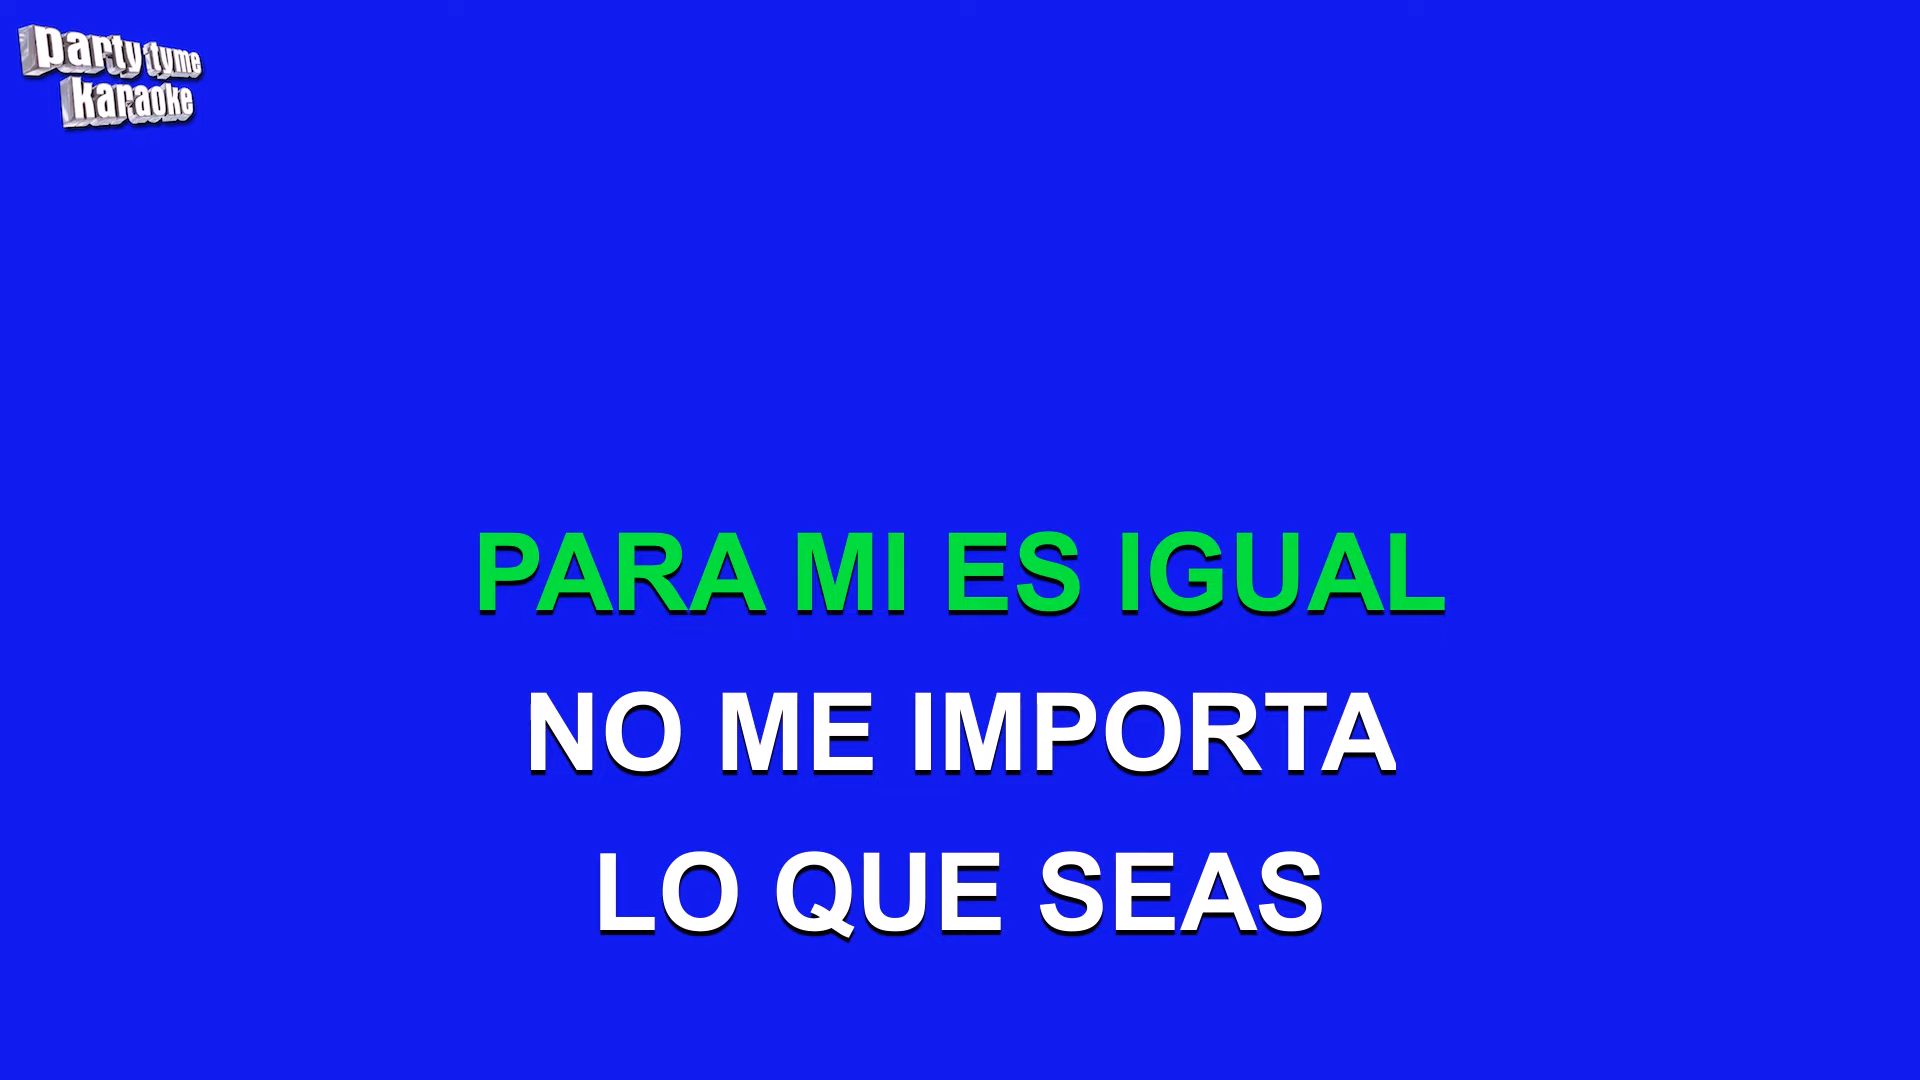 party tyme
karaoke
PARA MI ES IGUAL
NO ME IMPORTA
LO QUE SEAS